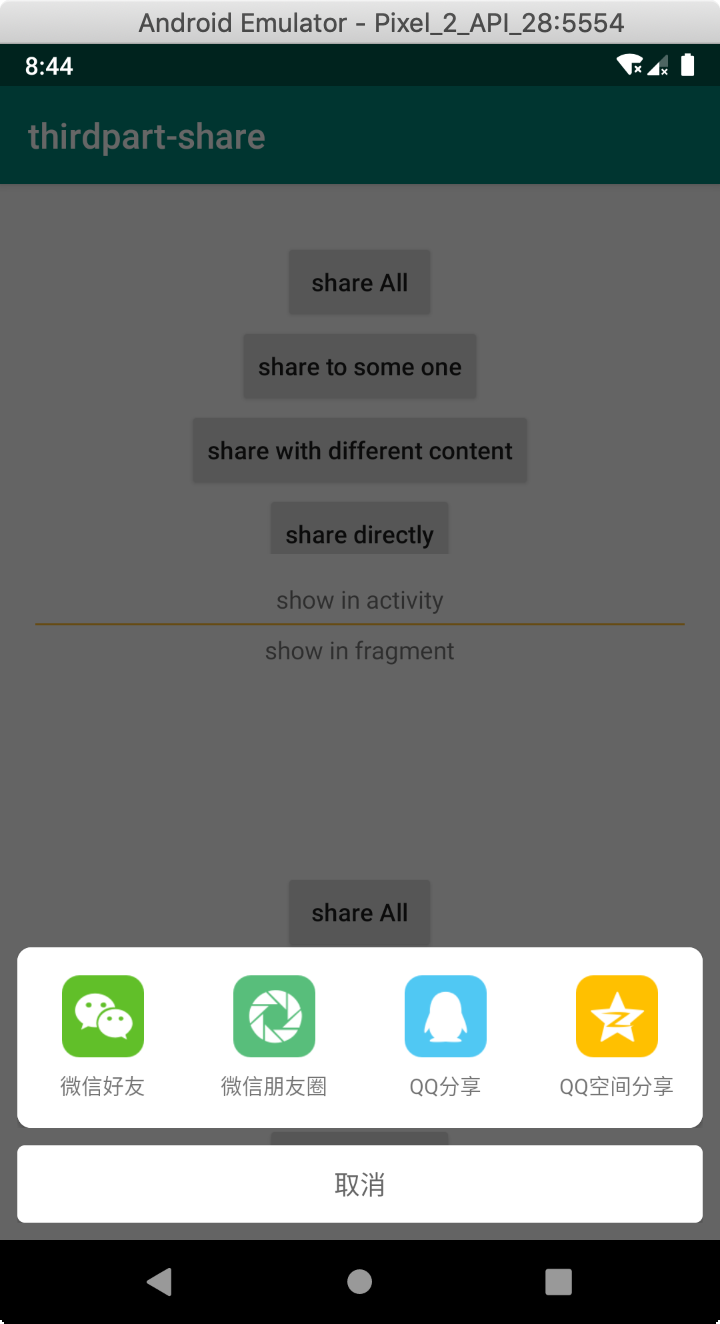 Android Emulator - Pixel_2_API_28:5554
8:44
thirdpart-share
share All
share to some one
share with different content
share directly
show in activity
show in fragment
share All
微信好友 微信朋友圈 QQ分享 QQ空间分享
取消